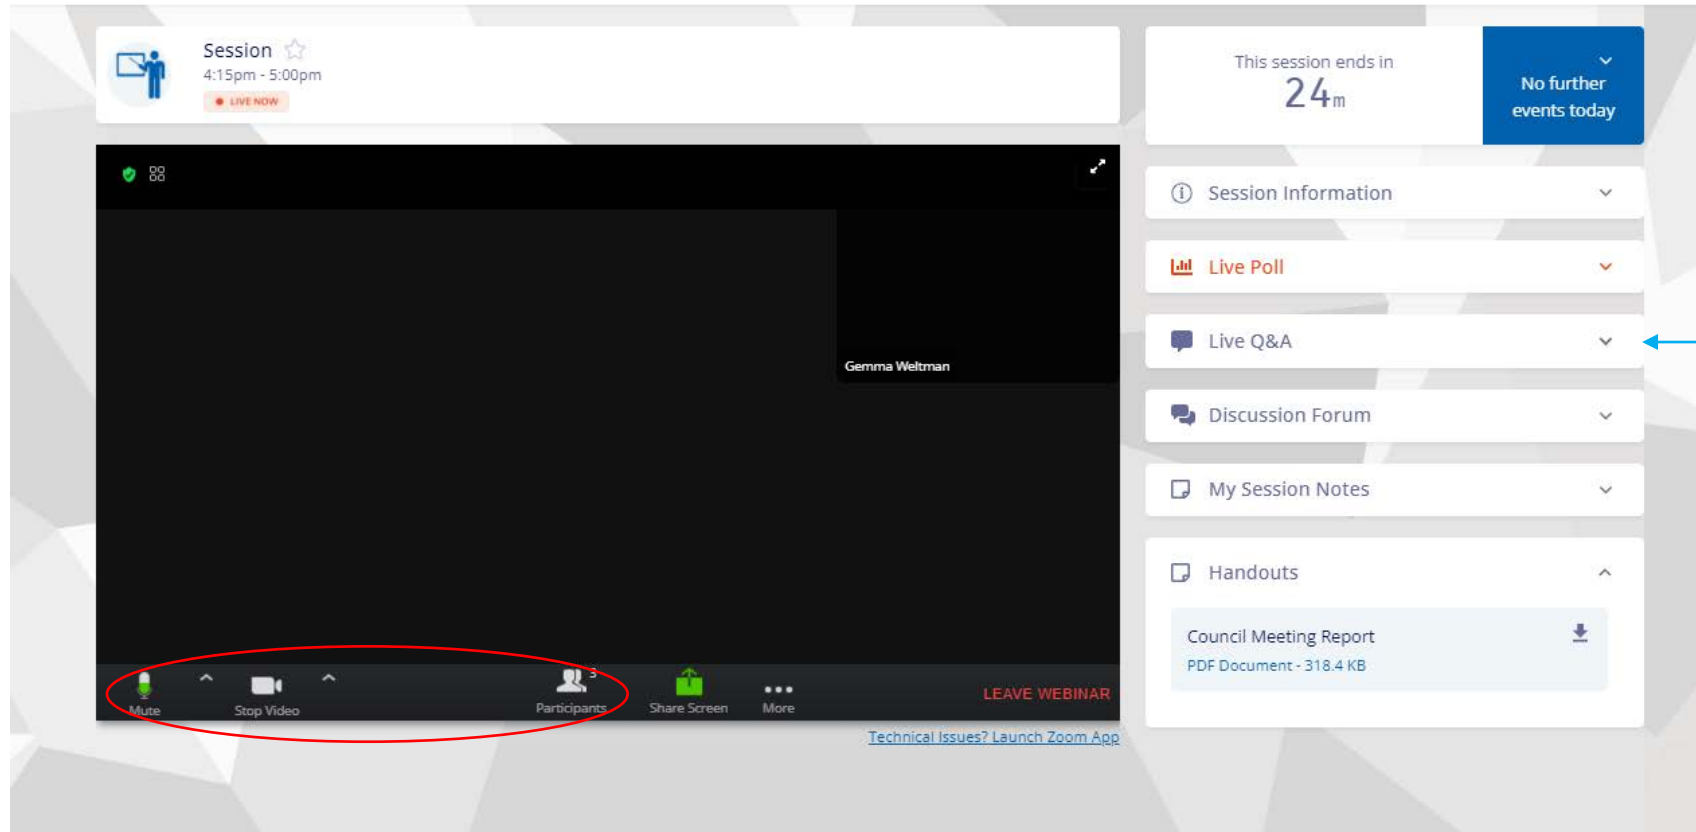 Session
4:15pm - 5:00pm
LIVE NOW
This session ends in
24m
No further
events today
Gemma Weltman
Mute
Stop Video
3
Participants
Share Screen
More
LEAVE WEBINAR
Technical Issues? Launch Zoom App
Session Information
Live Poll
Live Q&A
Discussion Forum
My Session Notes
Handouts
Council Meeting Report
PDF Document - 318.4 KB